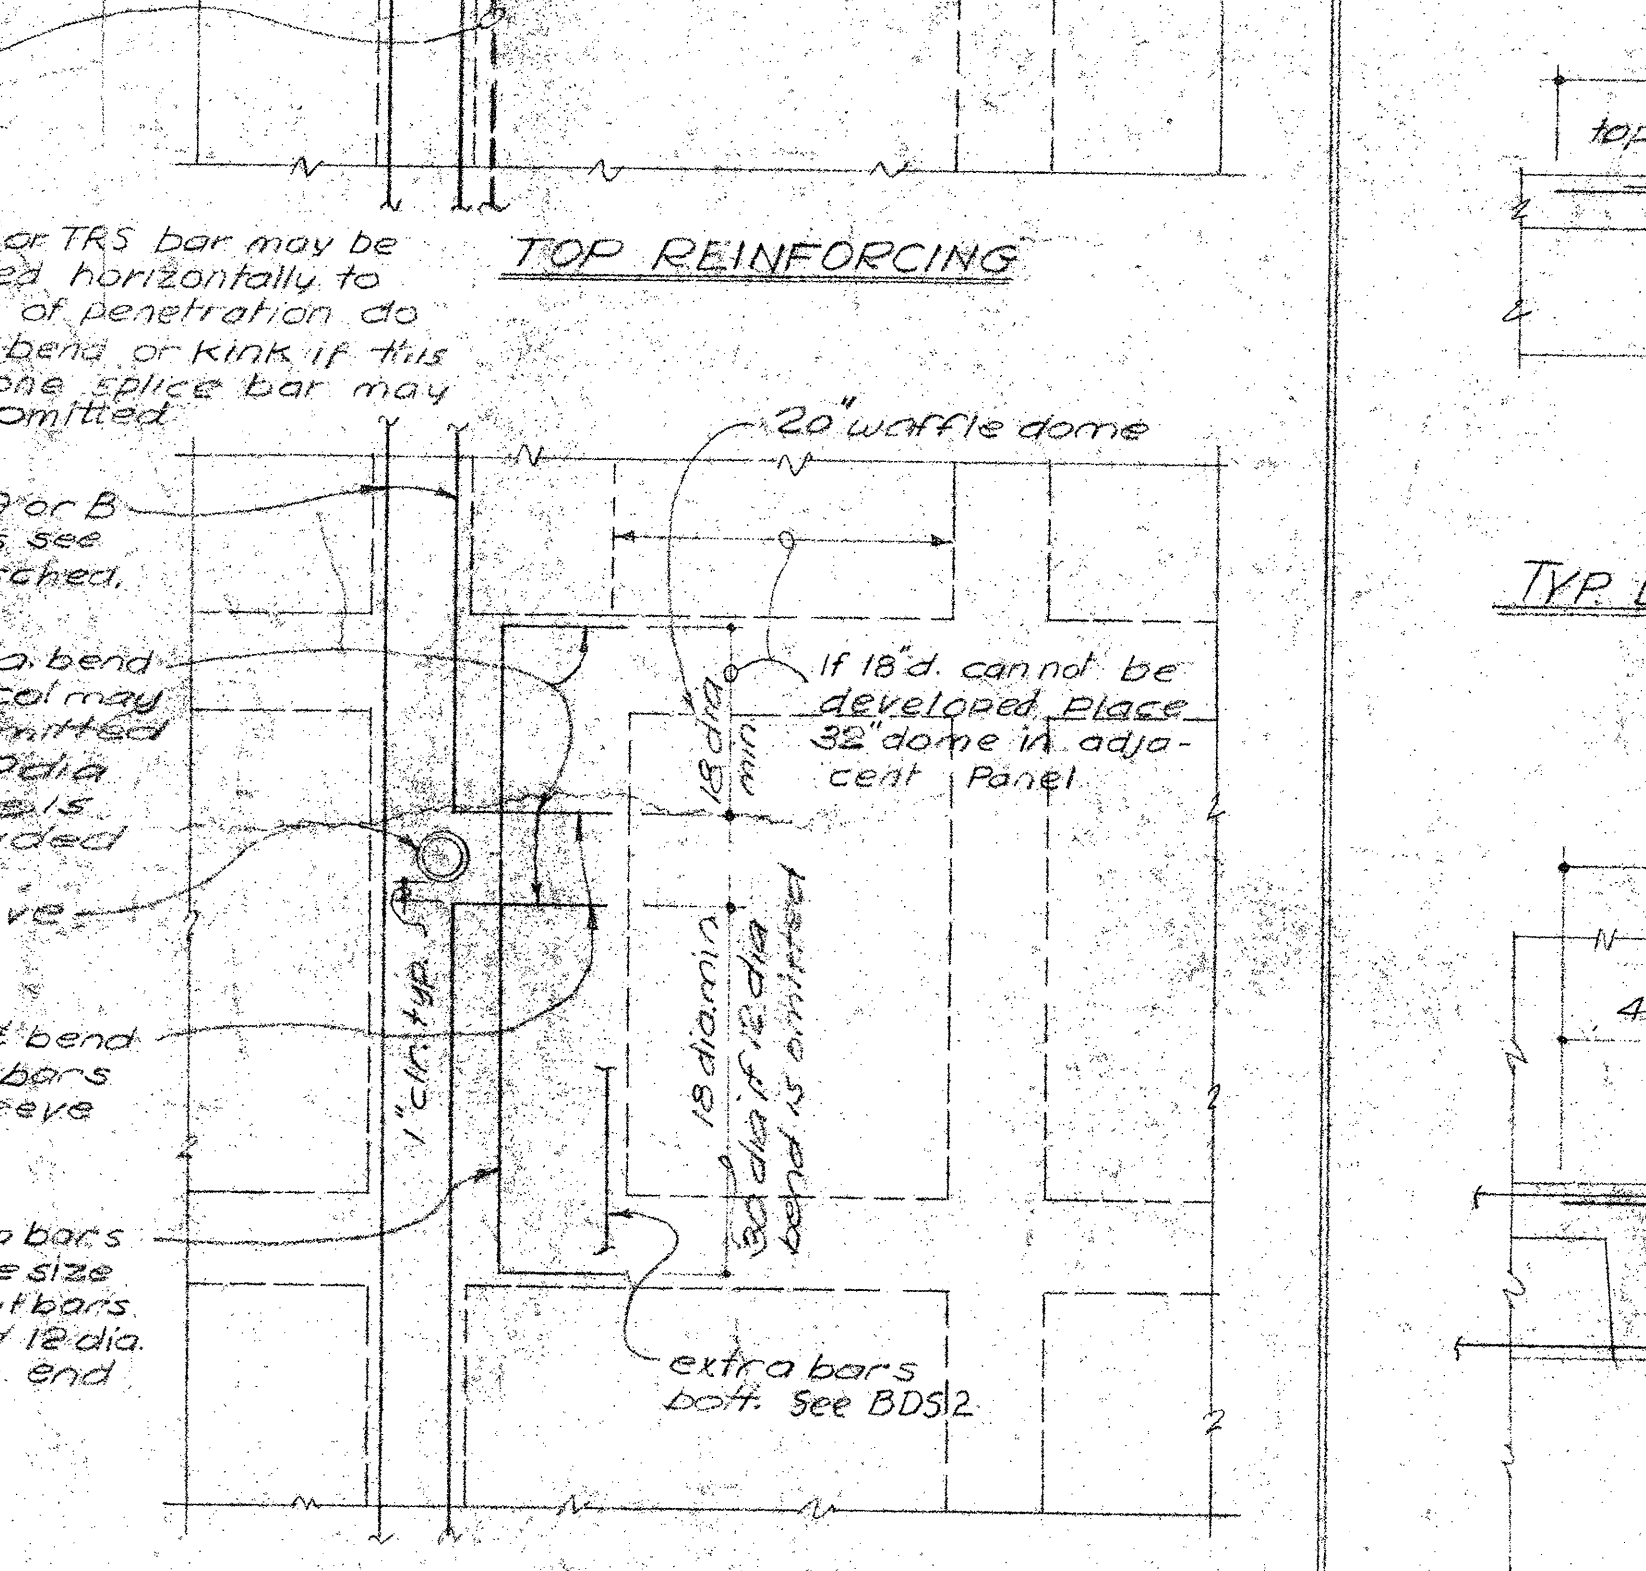 or TRS bar may be
ed horizontally to
of penetration do
bend or kink if this
one splice bar may
omitted
TOP REINFORCING
20" waffle dome
or B
see
ched.
a. bend
col may
mitted
dia
e is
ded
If 18"d. cannot be
developed place
32" dome in adja-
cent Panel
18 dia
min
ve
1" clr. typ.
18 dia. min
30 dia if 12 dia
bend is omitted
bend
bars
eeve
bars
e size
t bars.
12 dia.
end
extra bars
bott. See BDS 2
top
TYP.
4